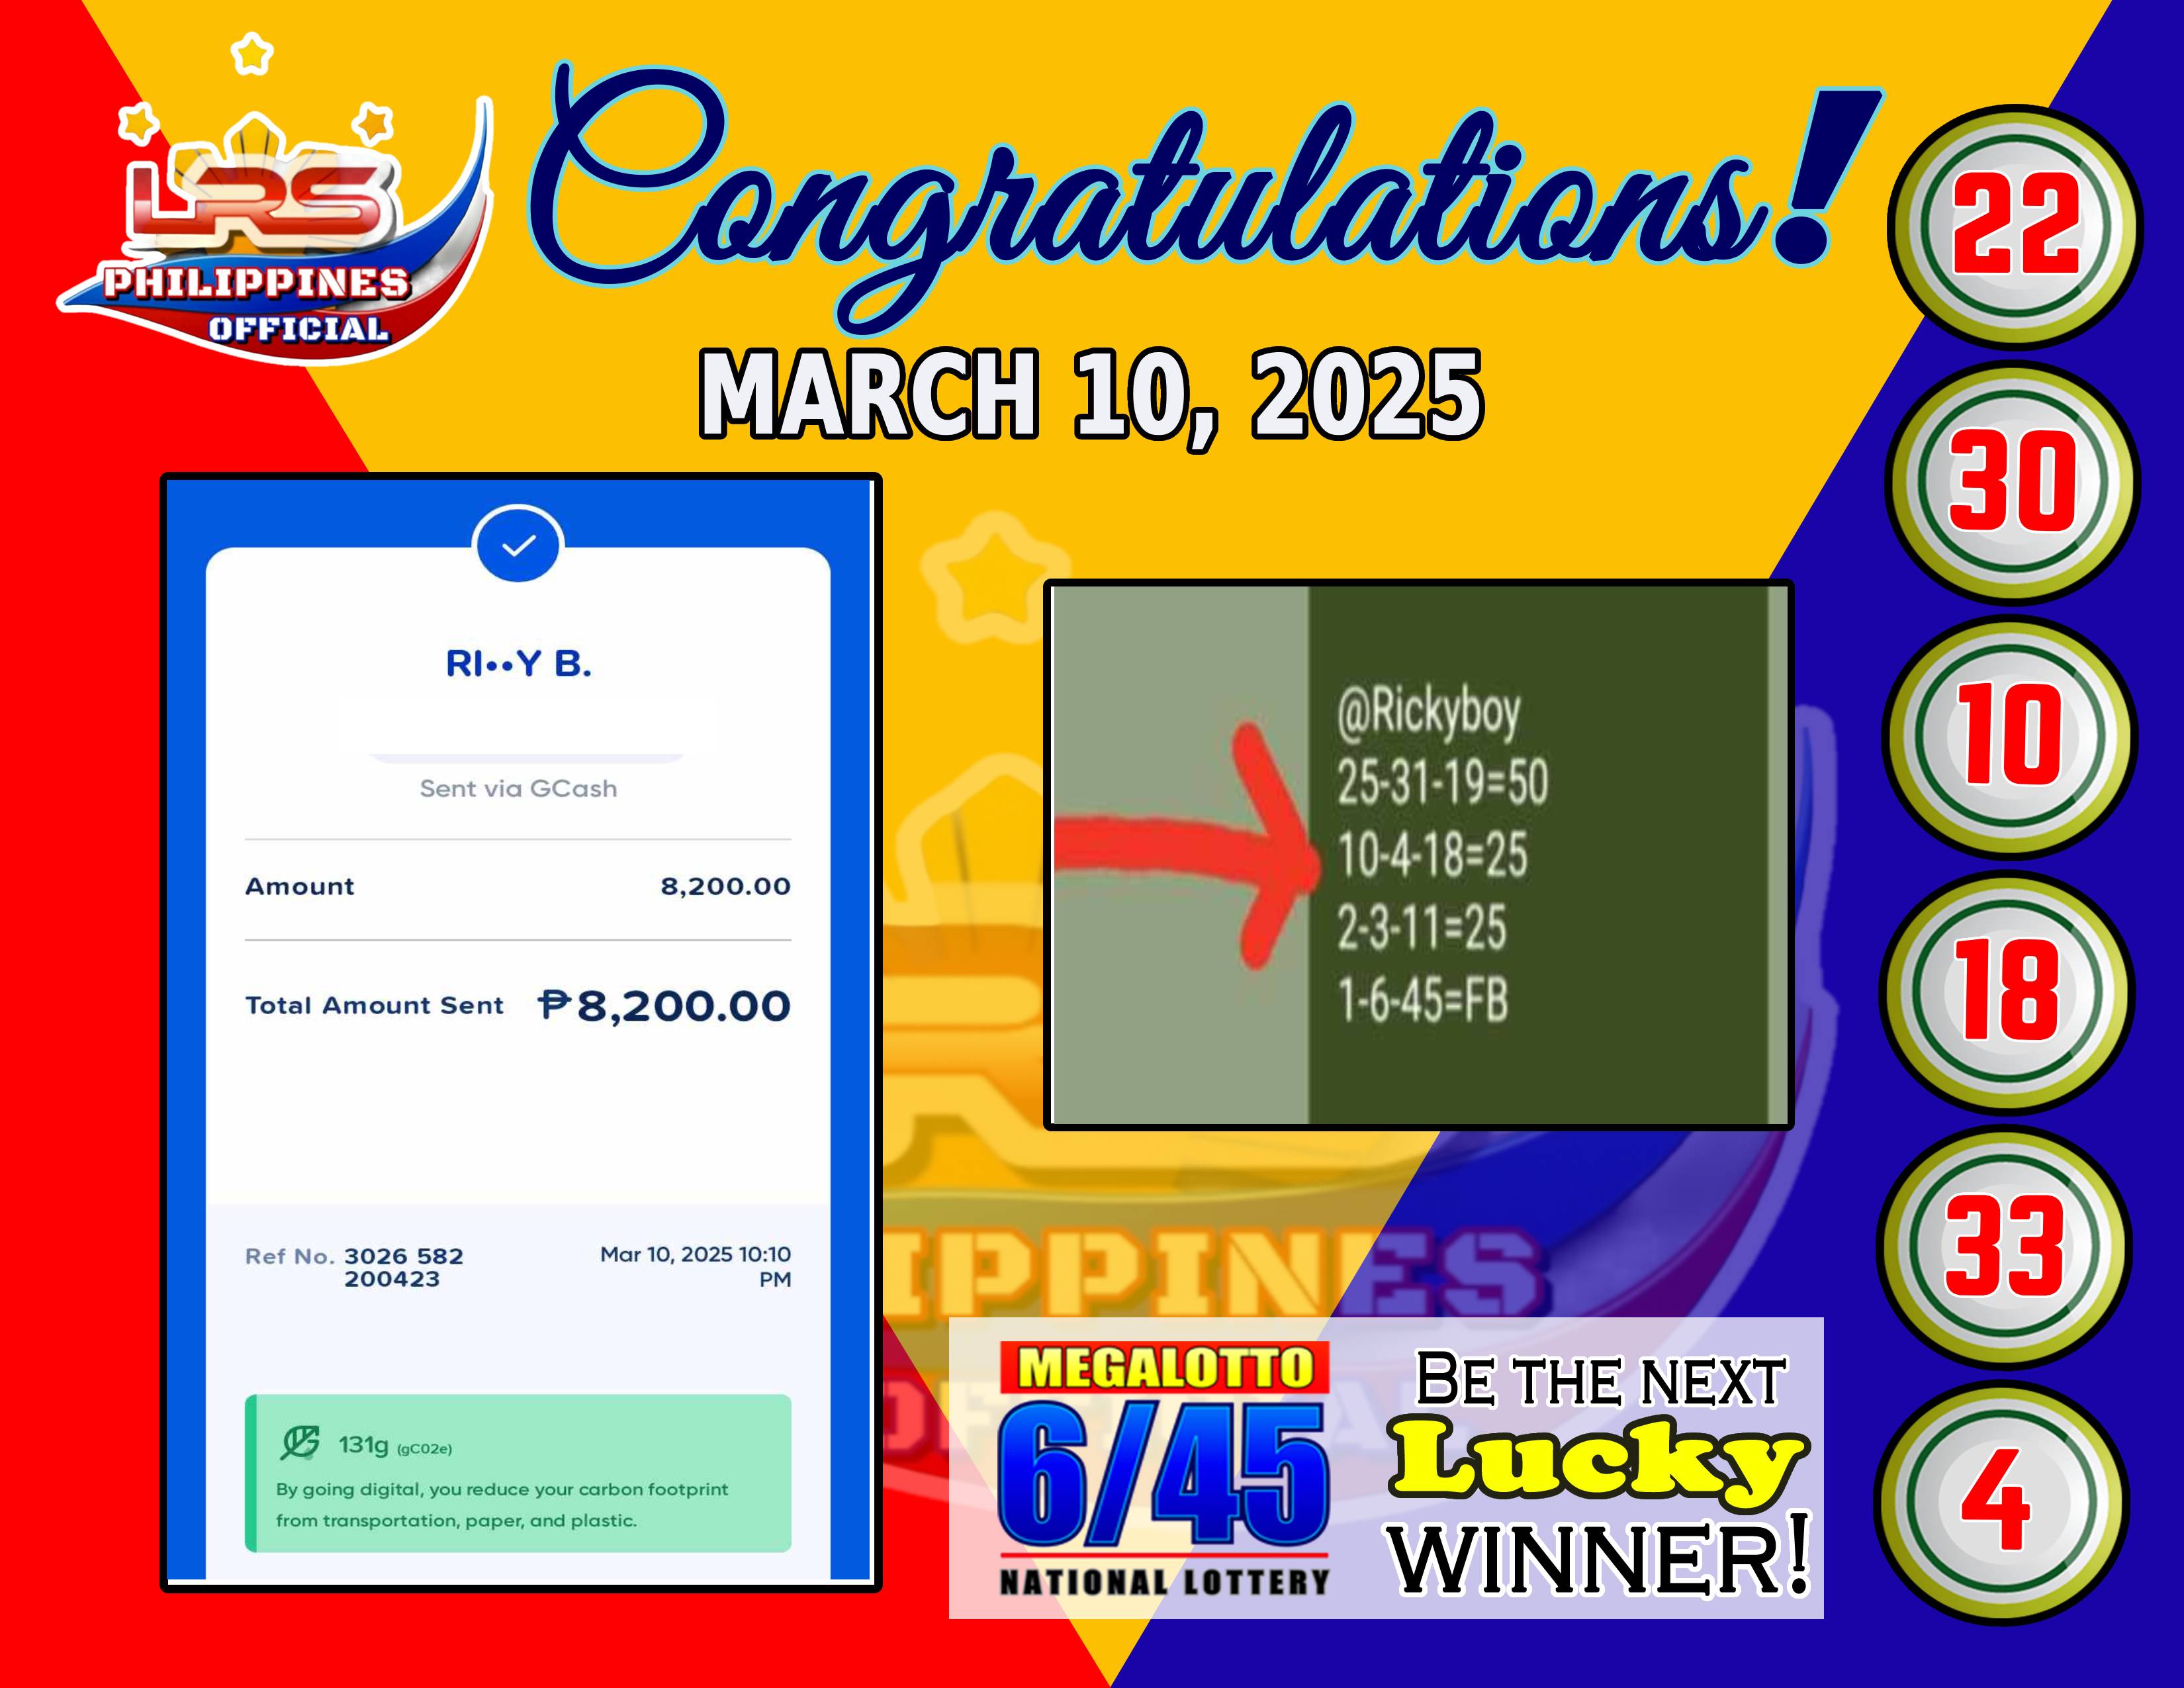 LRS
PHILIPPINES
OFFICIAL
Congratulations!
MARCH 10, 2025
RI••Y B.
Sent via GCash
Amount 8,200.00
Total Amount Sent ₱8,200.00
Ref No. 3026 582
200423
Mar 10, 2025 10:10
PM
131g (gCO2e)
By going digital, you reduce your carbon footprint
from transportation, paper, and plastic.
@Rickyboy
25-31-19=50
10-4-18=25
2-3-11=25
1-6-45=FB
MEGALOTTO
6/45
NATIONAL LOTTERY
BE THE NEXT
Lucky
WINNER!
22
30
10
18
33
4